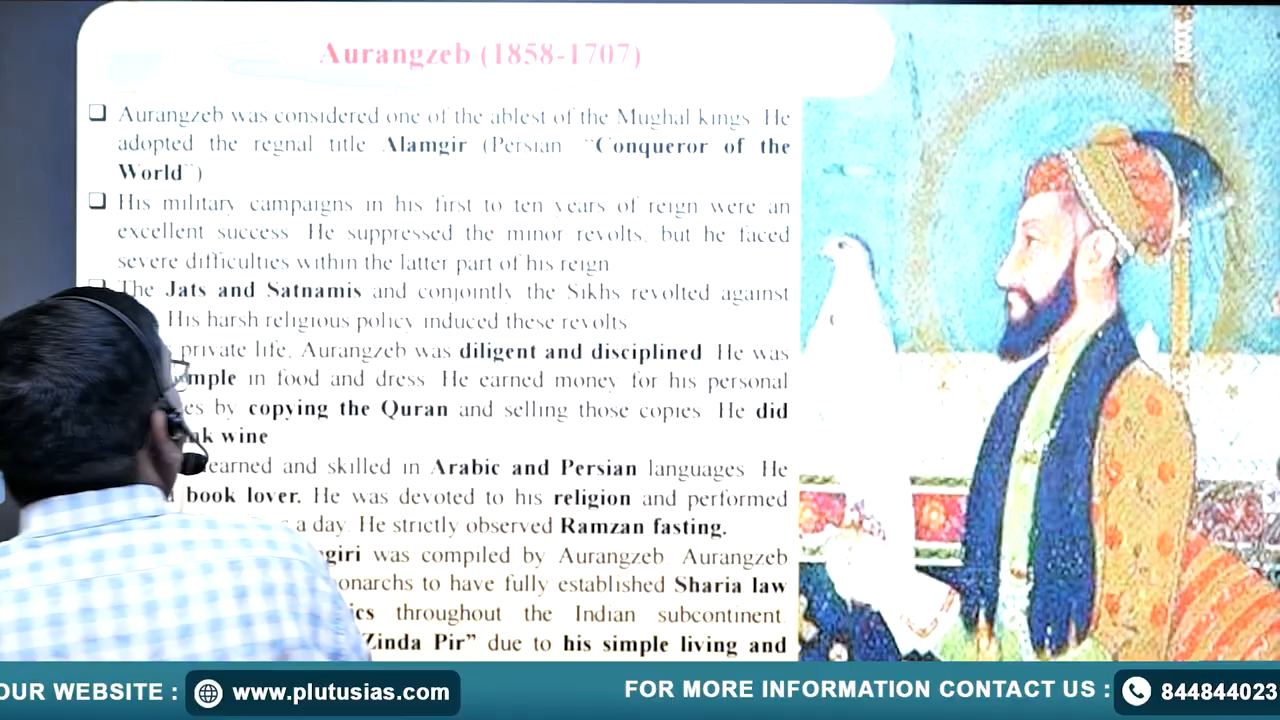 Aurangzeb (1858-1707)
❑ Aurangzeb was considered one of the ablest of the Mughal kings. He
adopted the regnal title Alamgir (Persian "Conqueror of the
World")
❑ His military campaigns in his first to ten years of reign were an
excellent success. He suppressed the minor revolts, but he faced
severe difficulties within the latter part of his reign
❑ The Jats and Satnamis and conjointly the Sikhs revolted against
His harsh religious policy induced these revolts
private life, Aurangzeb was diligent and disciplined. He was
in food and dress. He earned money for his personal
by copying the Quran and selling those copies. He did
wine
learned and skilled in Arabic and Persian languages. He
book lover. He was devoted to his religion and performed
a day. He strictly observed Ramzan fasting.
was compiled by Aurangzeb. Aurangzeb
to have fully established Sharia law
throughout the Indian subcontinent.
Zinda Pir” due to his simple living and
OUR WEBSITE : www.plutusias.com
FOR MORE INFORMATION CONTACT US : 844844023